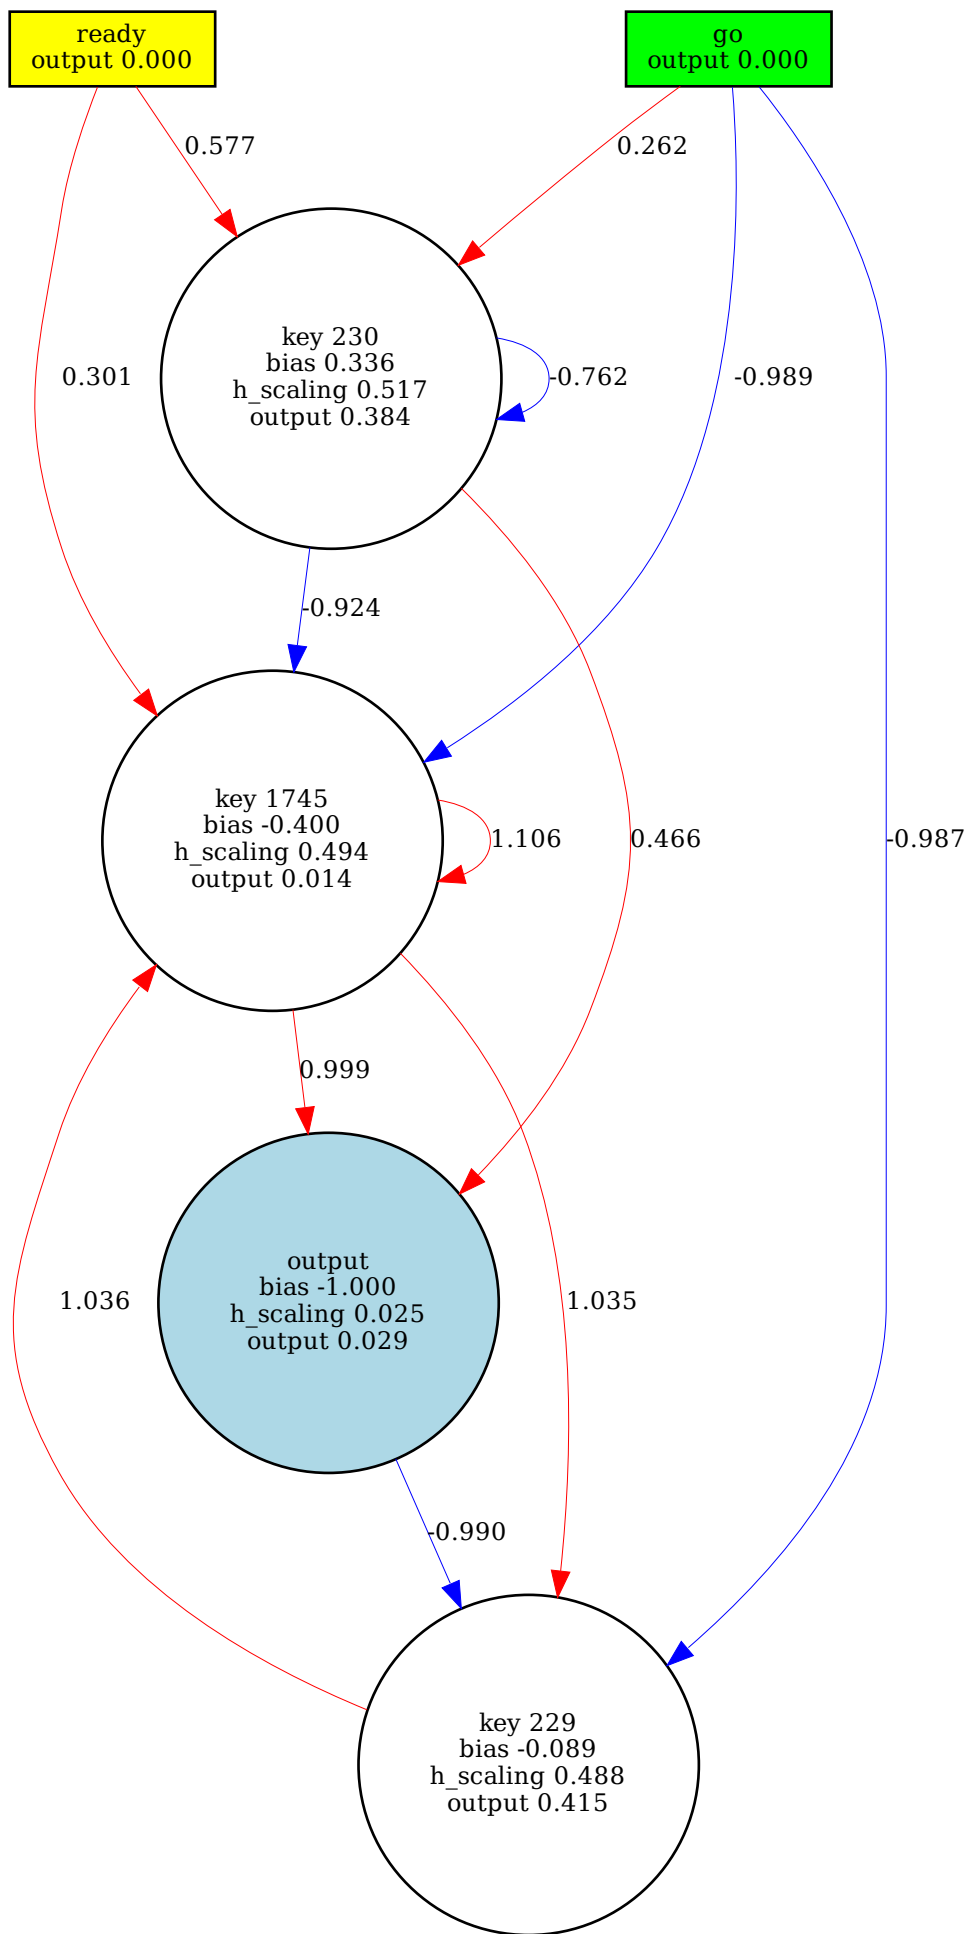 ready
output 0.000
go
output 0.000
0.577
0.262
key 230
bias 0.336
h_scaling 0.517
output 0.384
0.301
-0.762
-0.989
-0.924
key 1745
bias -0.400
h_scaling 0.494
output 0.014
1.106
0.466
-0.987
0.999
output
bias -1.000
h_scaling 0.025
output 0.029
1.036
1.035
-0.990
key 229
bias -0.089
h_scaling 0.488
output 0.415